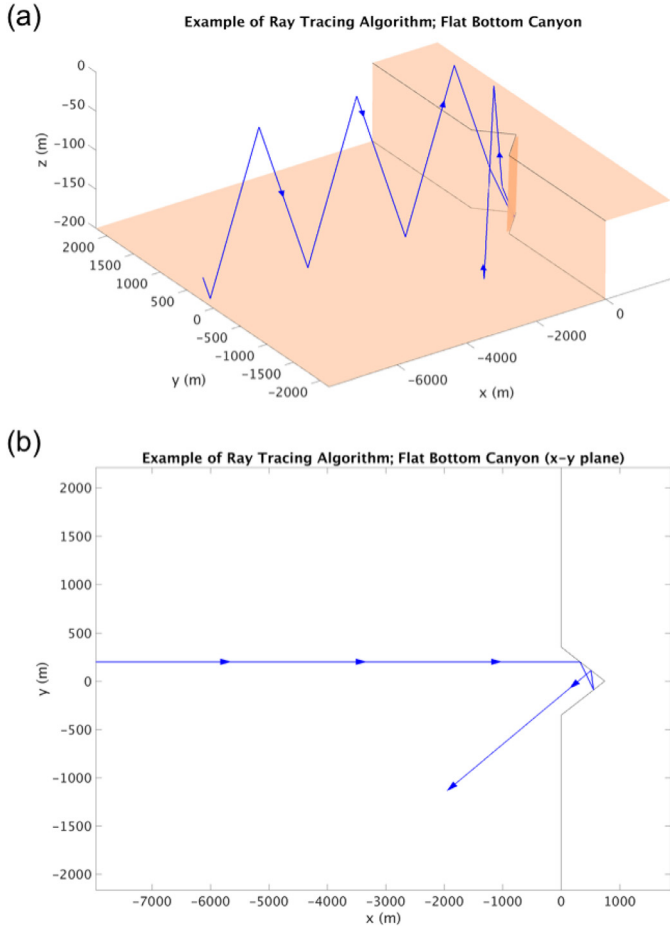 (a)
Example of Ray Tracing Algorithm; Flat Bottom Canyon
0
-50
-100
-150
-200
z (m)
2000
1500
1000
500
0
-500
-1000
-1500
-2000
y (m)
-6000
-4000
-2000
0
x (m)
(b)
Example of Ray Tracing Algorithm; Flat Bottom Canyon (x-y plane)
2000
1500
1000
500
0
-500
-1000
-1500
-2000
y (m)
-7000 -6000 -5000 -4000 -3000 -2000 -1000 0 1000
x (m)